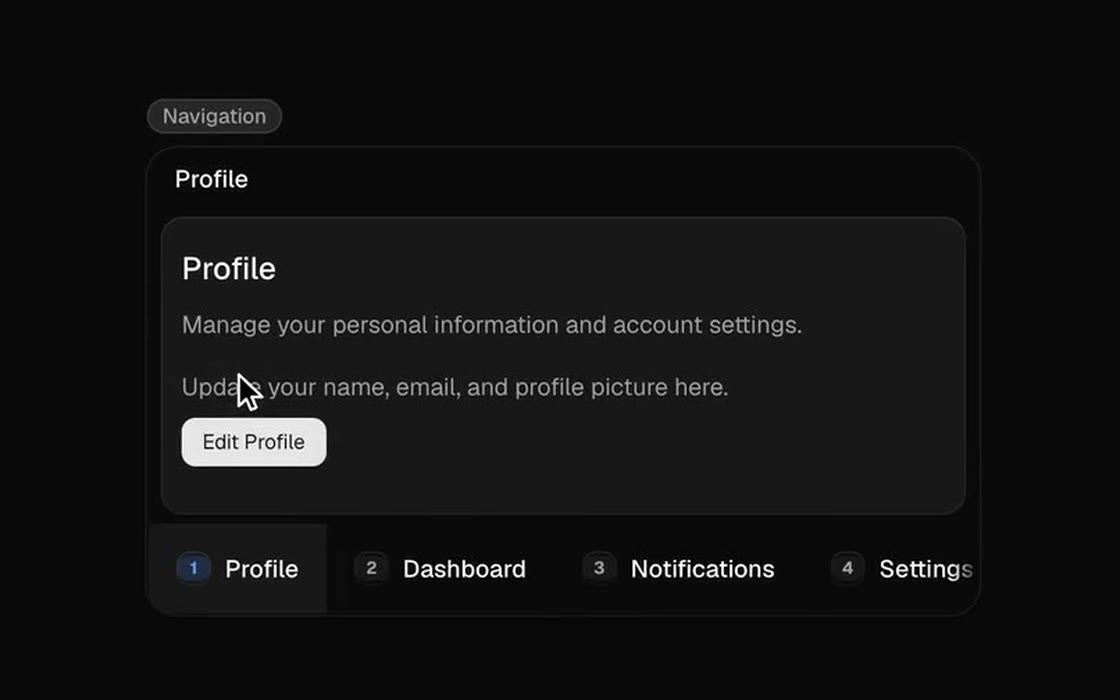 Navigation
Profile
Profile
Manage your personal information and account settings.
Update your name, email, and profile picture here.
Edit Profile
1 Profile 2 Dashboard 3 Notifications 4 Settings